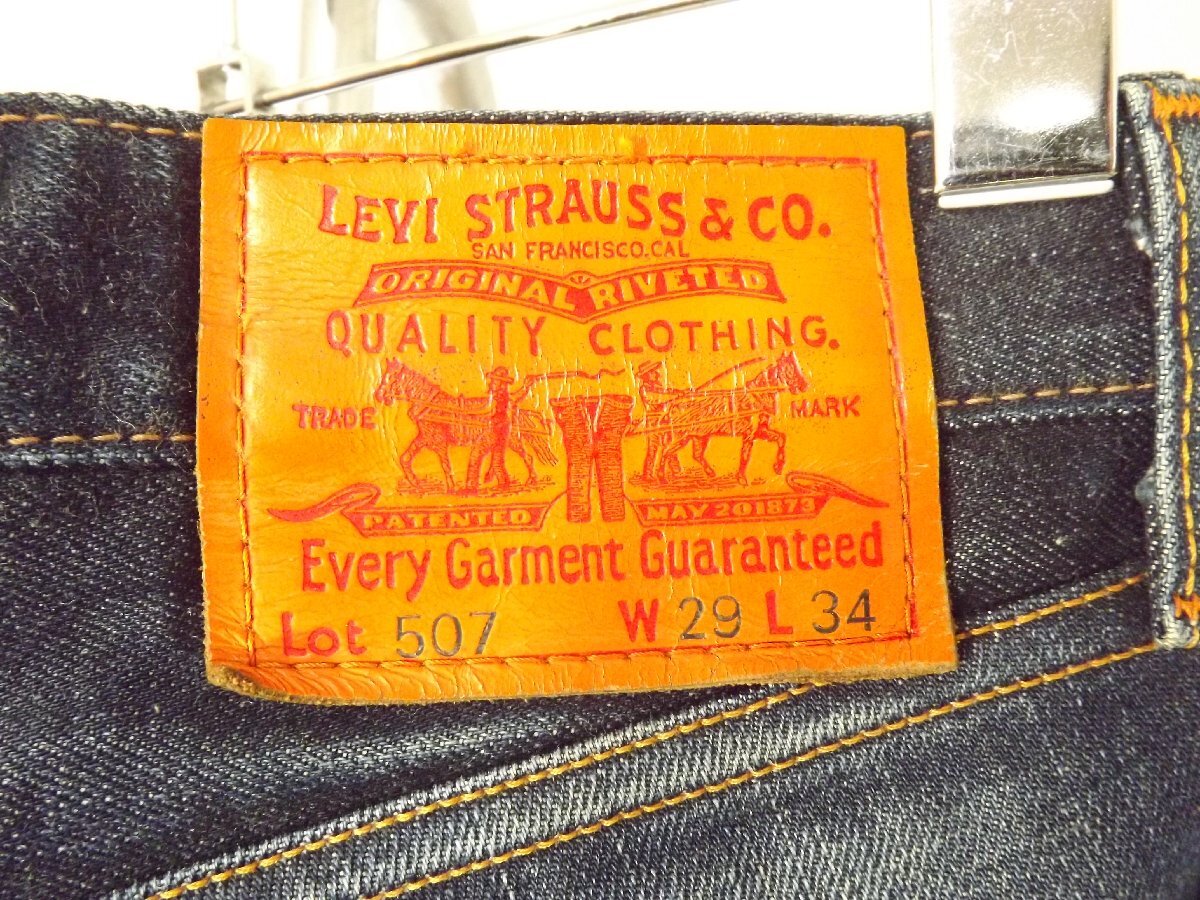 LEVI STRAUSS & CO.
SAN FRANCISCO. CAL
ORIGINAL RIVETED
QUALITY CLOTHING.
TRADE MARK
PATENTED MAY 20 1873
Every Garment Guaranteed
Lot 507 W 29 L 34